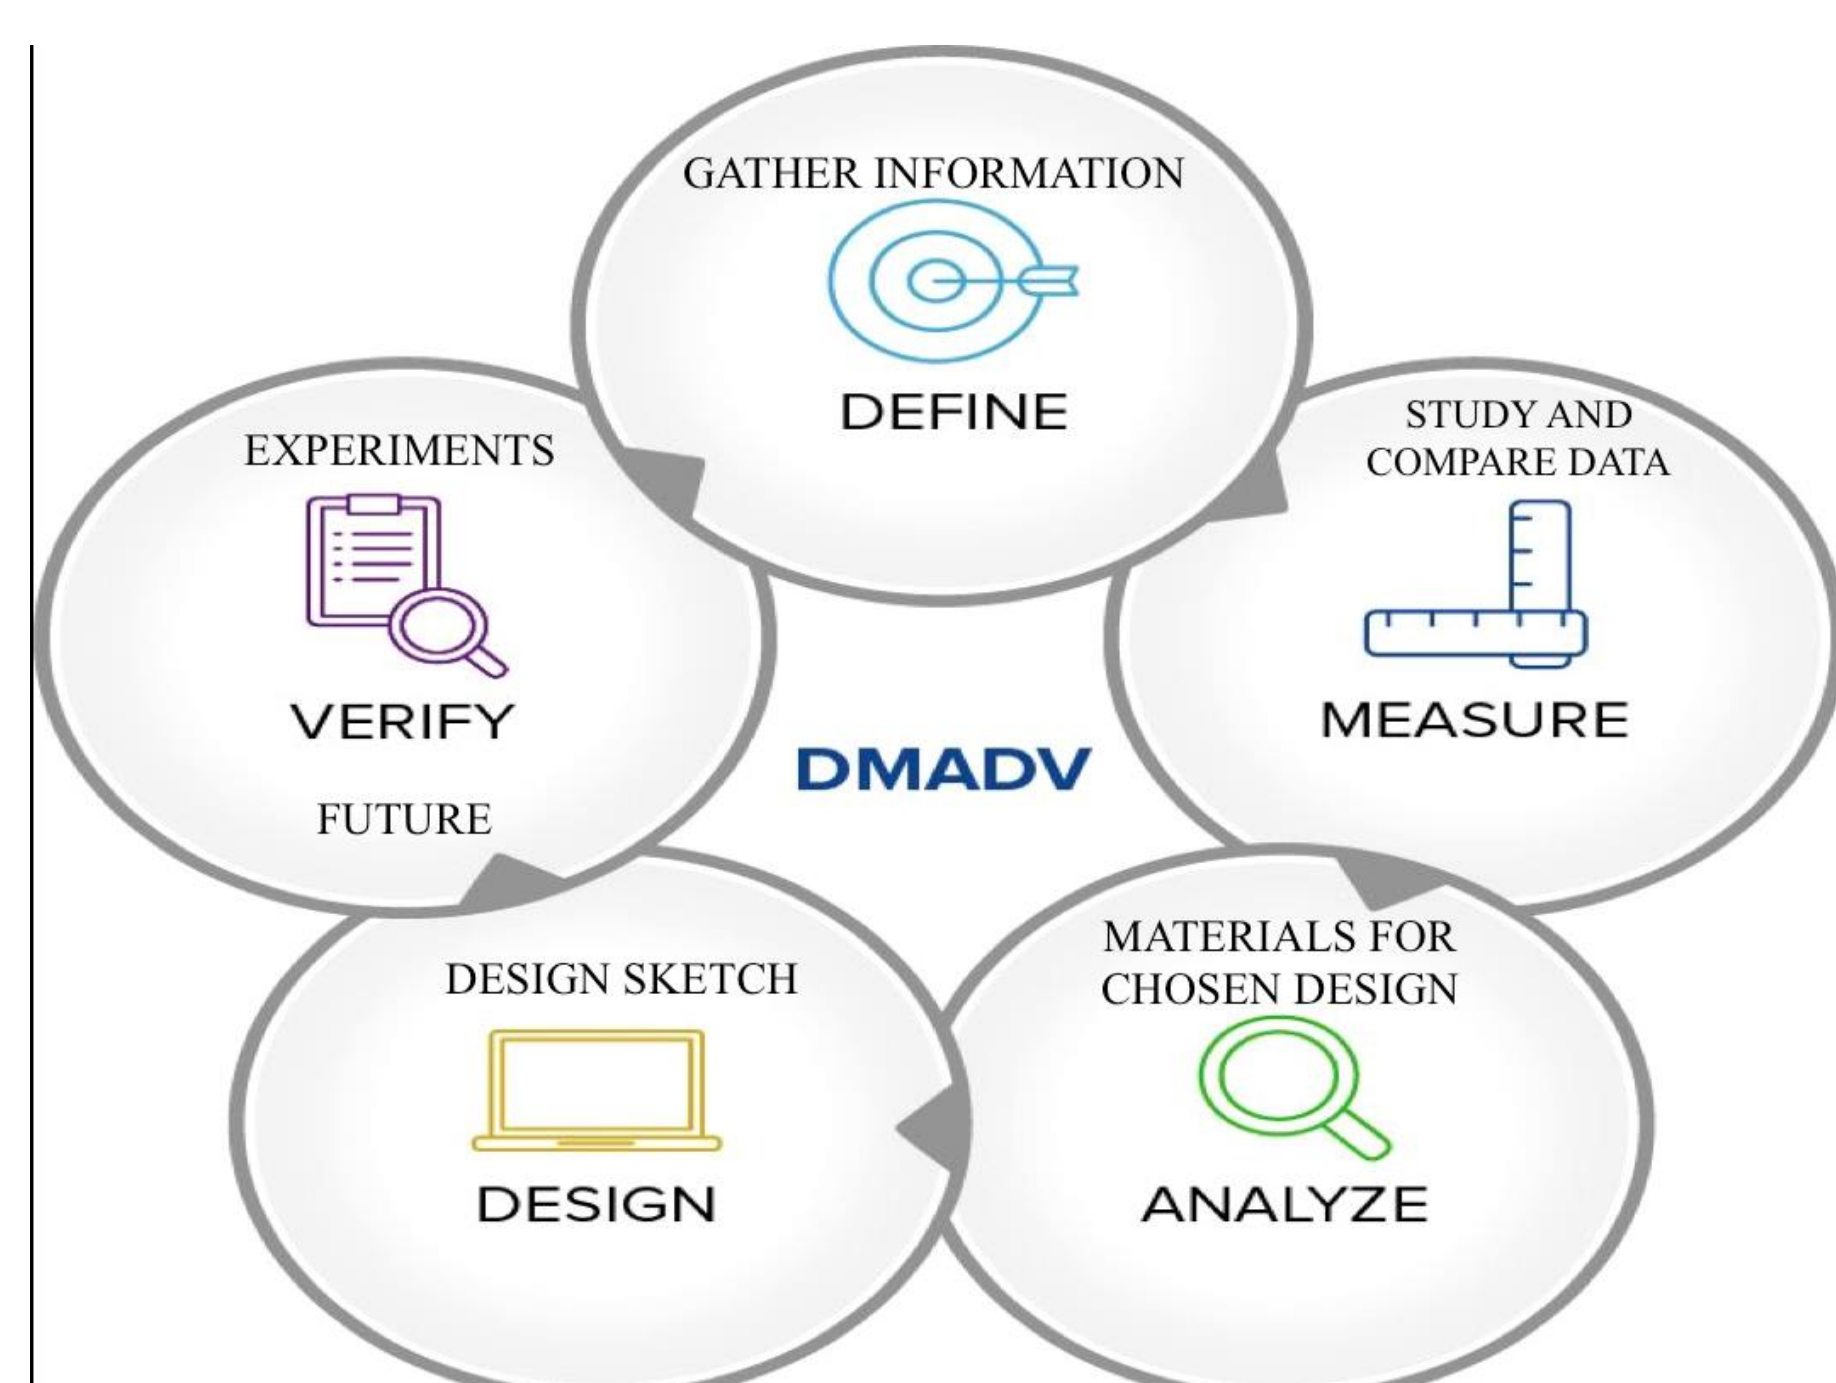 GATHER INFORMATION
DEFINE
STUDY AND
COMPARE DATA
MEASURE
MATERIALS FOR
CHOSEN DESIGN
ANALYZE
DESIGN SKETCH
DESIGN
EXPERIMENTS
VERIFY
FUTURE
DMADV